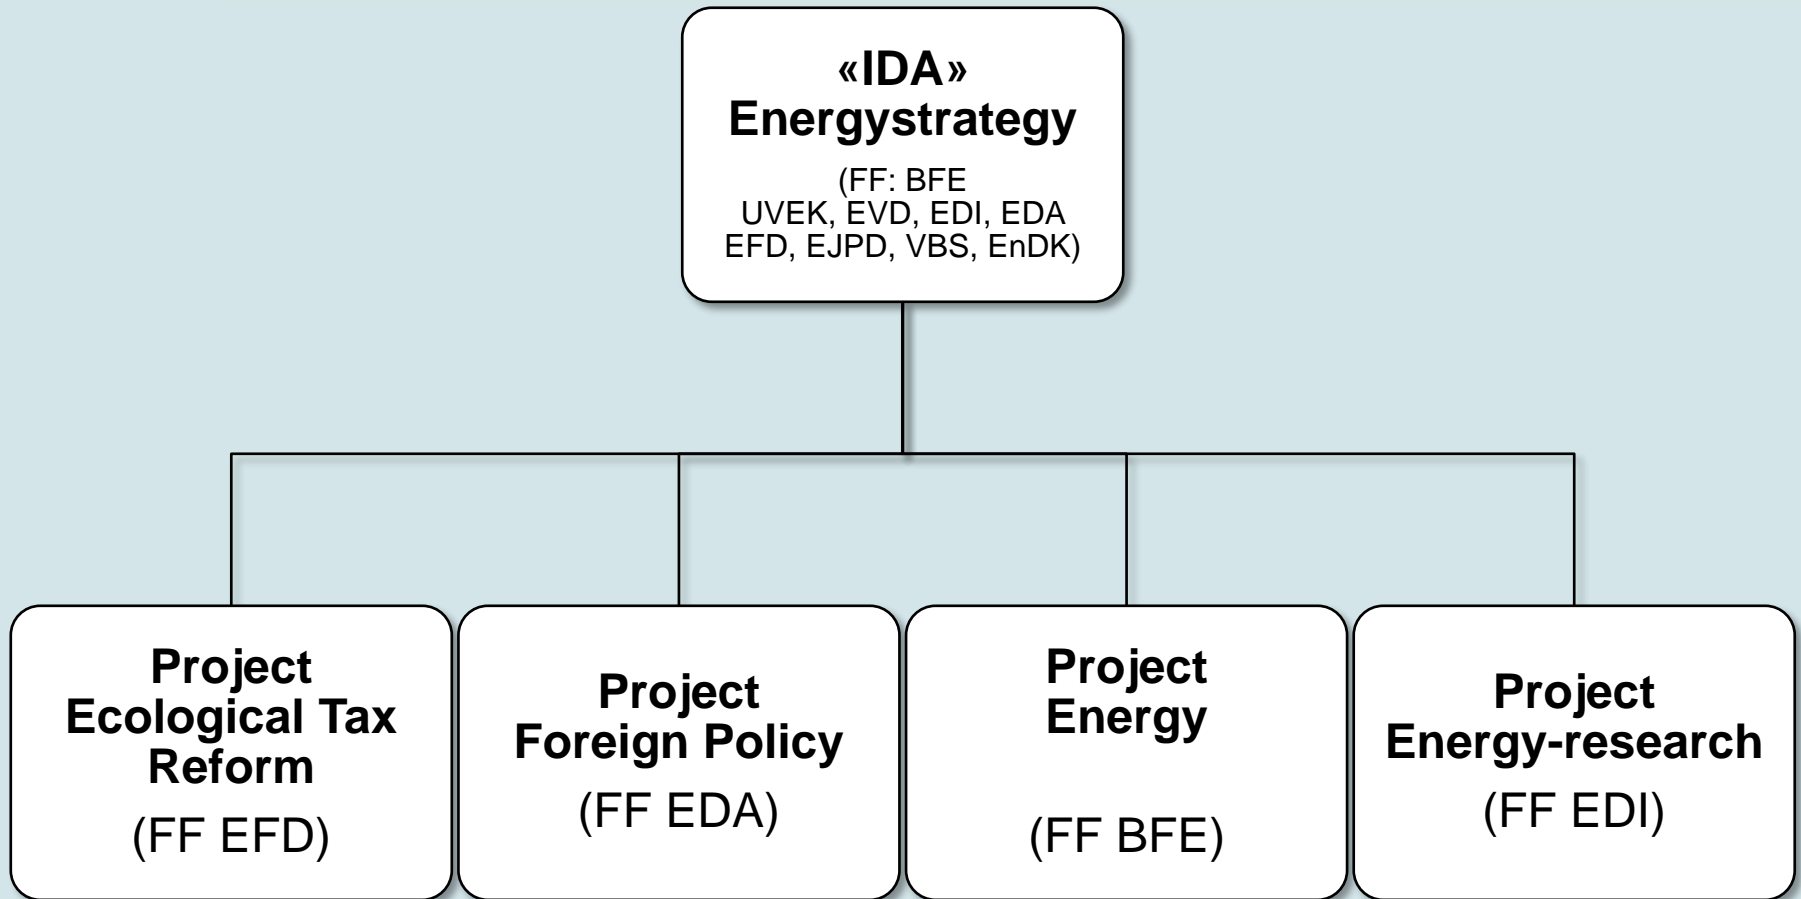 «IDA»
Energystrategy
(FF: BFE
UVEK, EVD, EDI, EDA
EFD, EJPD, VBS, EnDK)
Project
Ecological Tax
Reform
(FF EFD)
Project
Foreign Policy
(FF EDA)
Project
Energy
(FF BFE)
Project
Energy-research
(FF EDI)